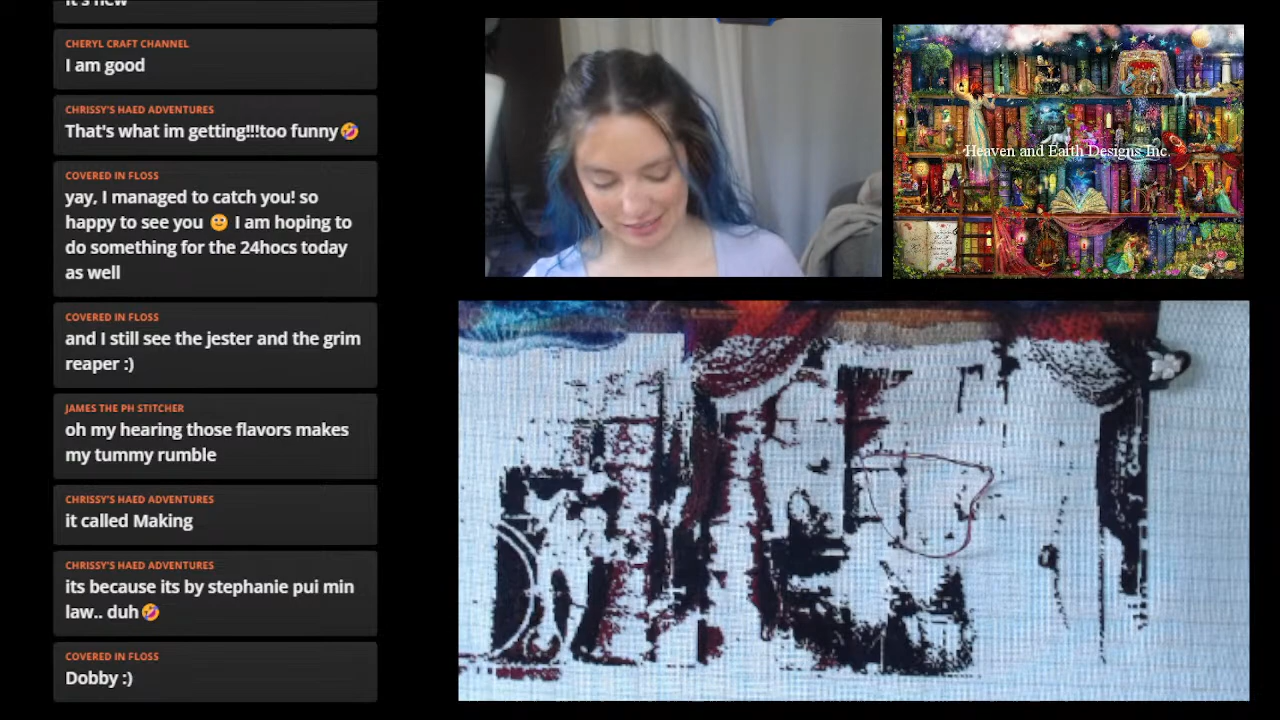 it's new
CHERYL CRAFT CHANNEL
I am good
CHRISSY'S HAED ADVENTURES
That's what im getting!!!too funny🤣
COVERED IN FLOSS
yay, I managed to catch you! so
happy to see you 🙂 I am hoping to
do something for the 24hocs today
as well
COVERED IN FLOSS
and I still see the jester and the grim
reaper :)
JAMES THE PH STITCHER
oh my hearing those flavors makes
my tummy rumble
CHRISSY'S HAED ADVENTURES
it called Making
CHRISSY'S HAED ADVENTURES
its because its by stephanie pui min
law.. duh🤣
COVERED IN FLOSS
Dobby :)
Heaven and Earth Designs Inc.